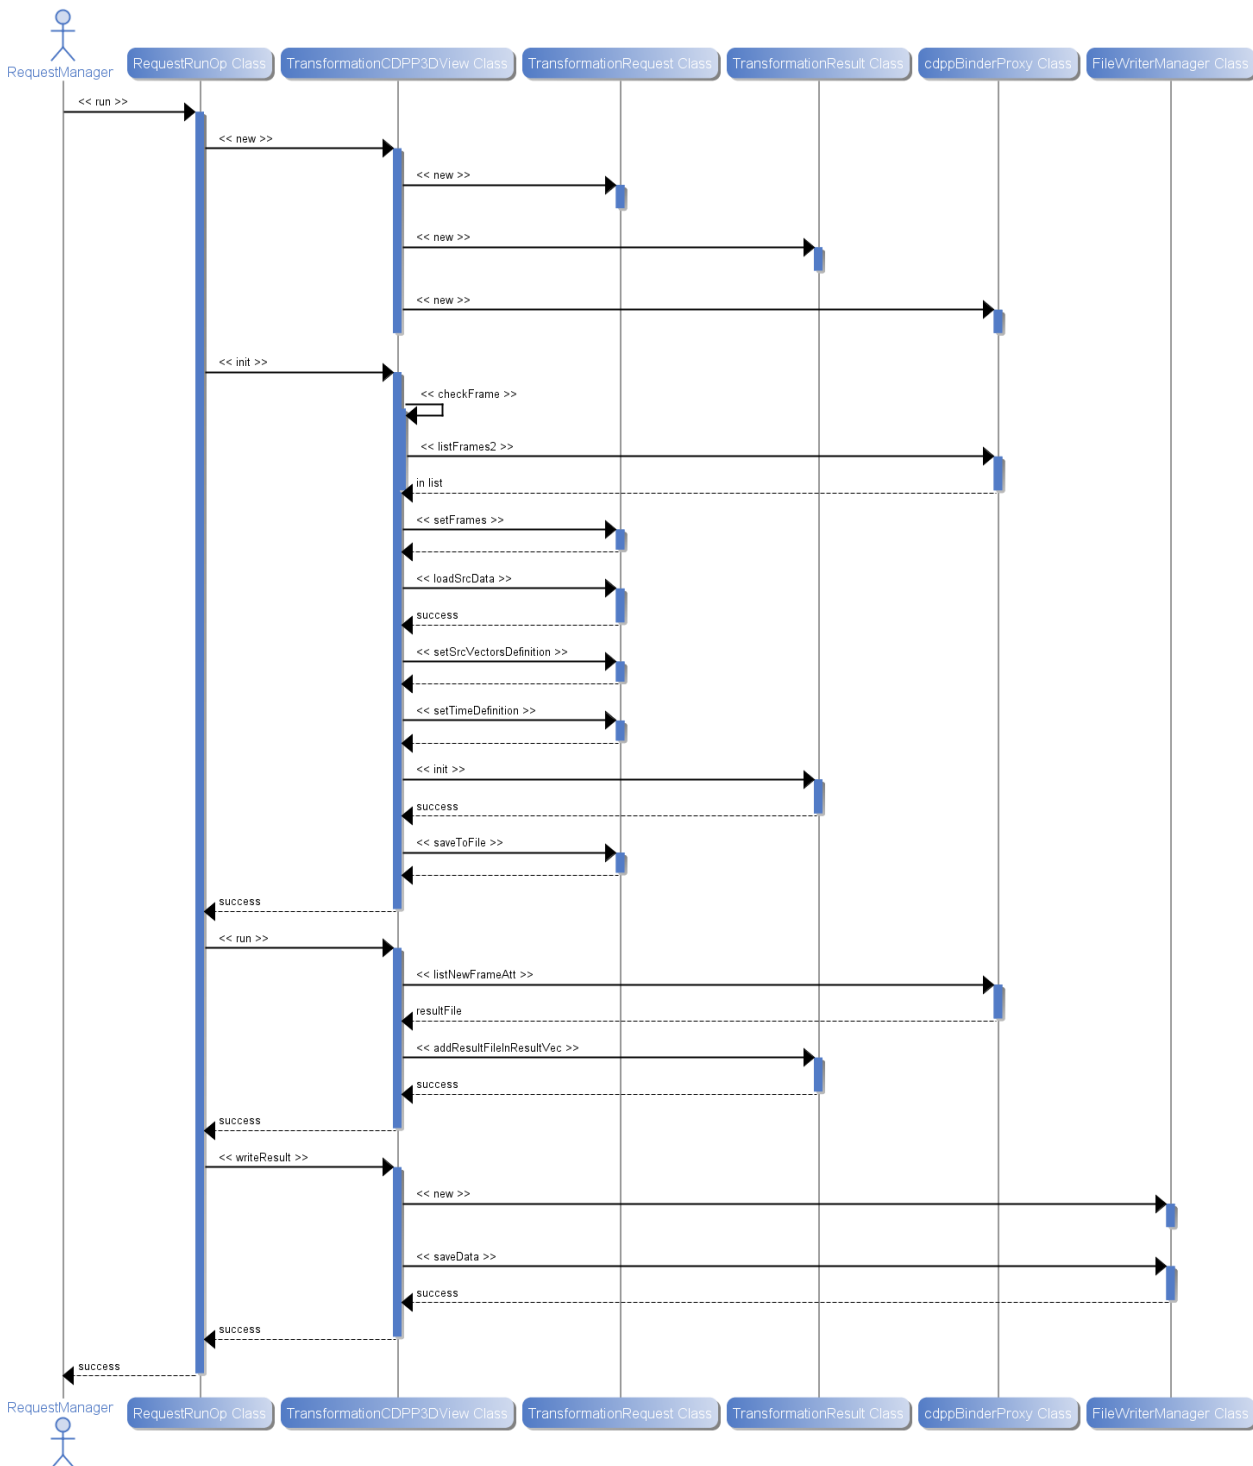 RequestManager
RequestRunOp Class
TransformationCDPP3DView Class
TransformationRequest Class
TransformationResult Class
cdppBinderProxy Class
FileWriterManager Class
<< run >>
<< new >>
<< new >>
<< new >>
<< new >>
<< init >>
<< checkFrame >>
<< listFrames2 >>
in list
<< setFrames >>
<< loadSrcData >>
success
<< setSrcVectorsDefinition >>
<< setTimeDefinition >>
<< init >>
success
<< saveToFile >>
success
<< run >>
<< listNewFrameAtt >>
resultFile
<< addResultFileInResultVec >>
success
success
<< writeResult >>
<< new >>
<< saveData >>
success
success
success
RequestManager
RequestRunOp Class
TransformationCDPP3DView Class
TransformationRequest Class
TransformationResult Class
cdppBinderProxy Class
FileWriterManager Class